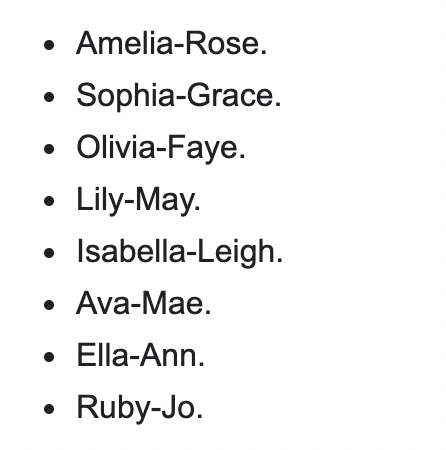 • Amelia-Rose.
• Sophia-Grace.
• Olivia-Faye.
• Lily-May.
• Isabella-Leigh.
• Ava-Mae.
• Ella-Ann.
• Ruby-Jo.